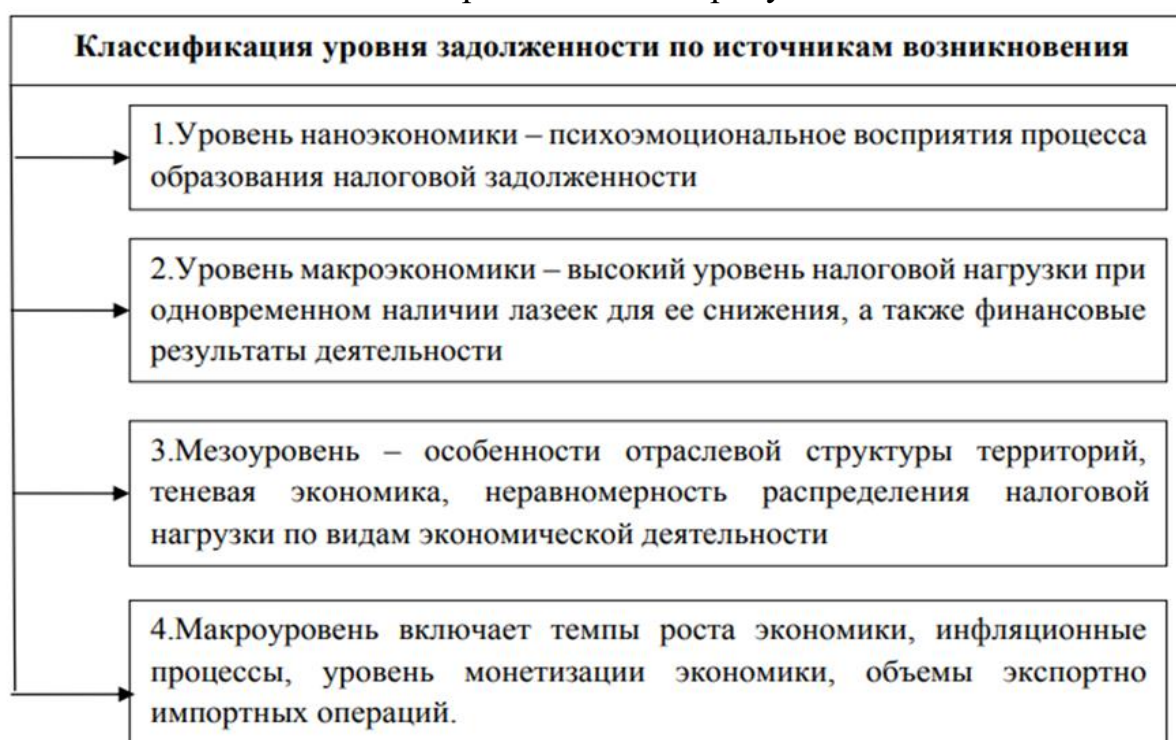 Классификация уровня задолженности по источникам возникновения
1.Уровень наноэкономики – психоэмоциональное восприятия процесса
образования налоговой задолженности
2.Уровень макроэкономики – высокий уровень налоговой нагрузки при
одновременном наличии лазеек для ее снижения, а также финансовые
результаты деятельности
3.Мезоуровень – особенности отраслевой структуры территорий,
теневая экономика, неравномерность распределения налоговой
нагрузки по видам экономической деятельности
4.Макроуровень включает темпы роста экономики, инфляционные
процессы, уровень монетизации экономики, объемы экспортно
импортных операций.